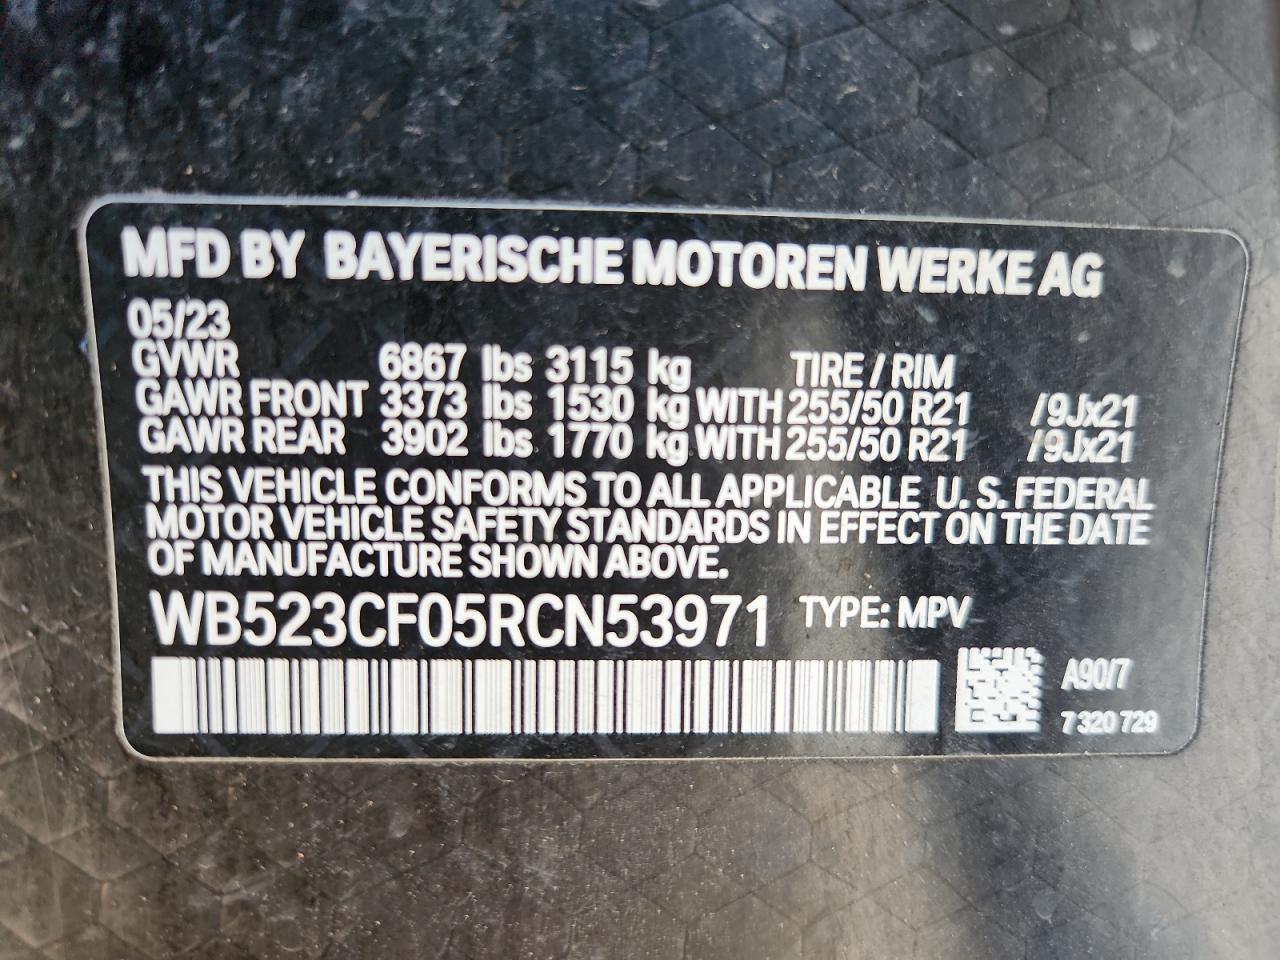 MFD BY BAYERISCHE MOTOREN WERKE AG
05/23
GVWR 6867 lbs 3115 kg TIRE / RIM
GAWR FRONT 3373 lbs 1530 kg WITH 255/50 R21 /9Jx21
GAWR REAR 3902 lbs 1770 kg WITH 255/50 R21 /9Jx21
THIS VEHICLE CONFORMS TO ALL APPLICABLE U. S. FEDERAL
MOTOR VEHICLE SAFETY STANDARDS IN EFFECT ON THE DATE
OF MANUFACTURE SHOWN ABOVE.
WB523CF05RCN53971 TYPE: MPV
A90/7
7 320 729